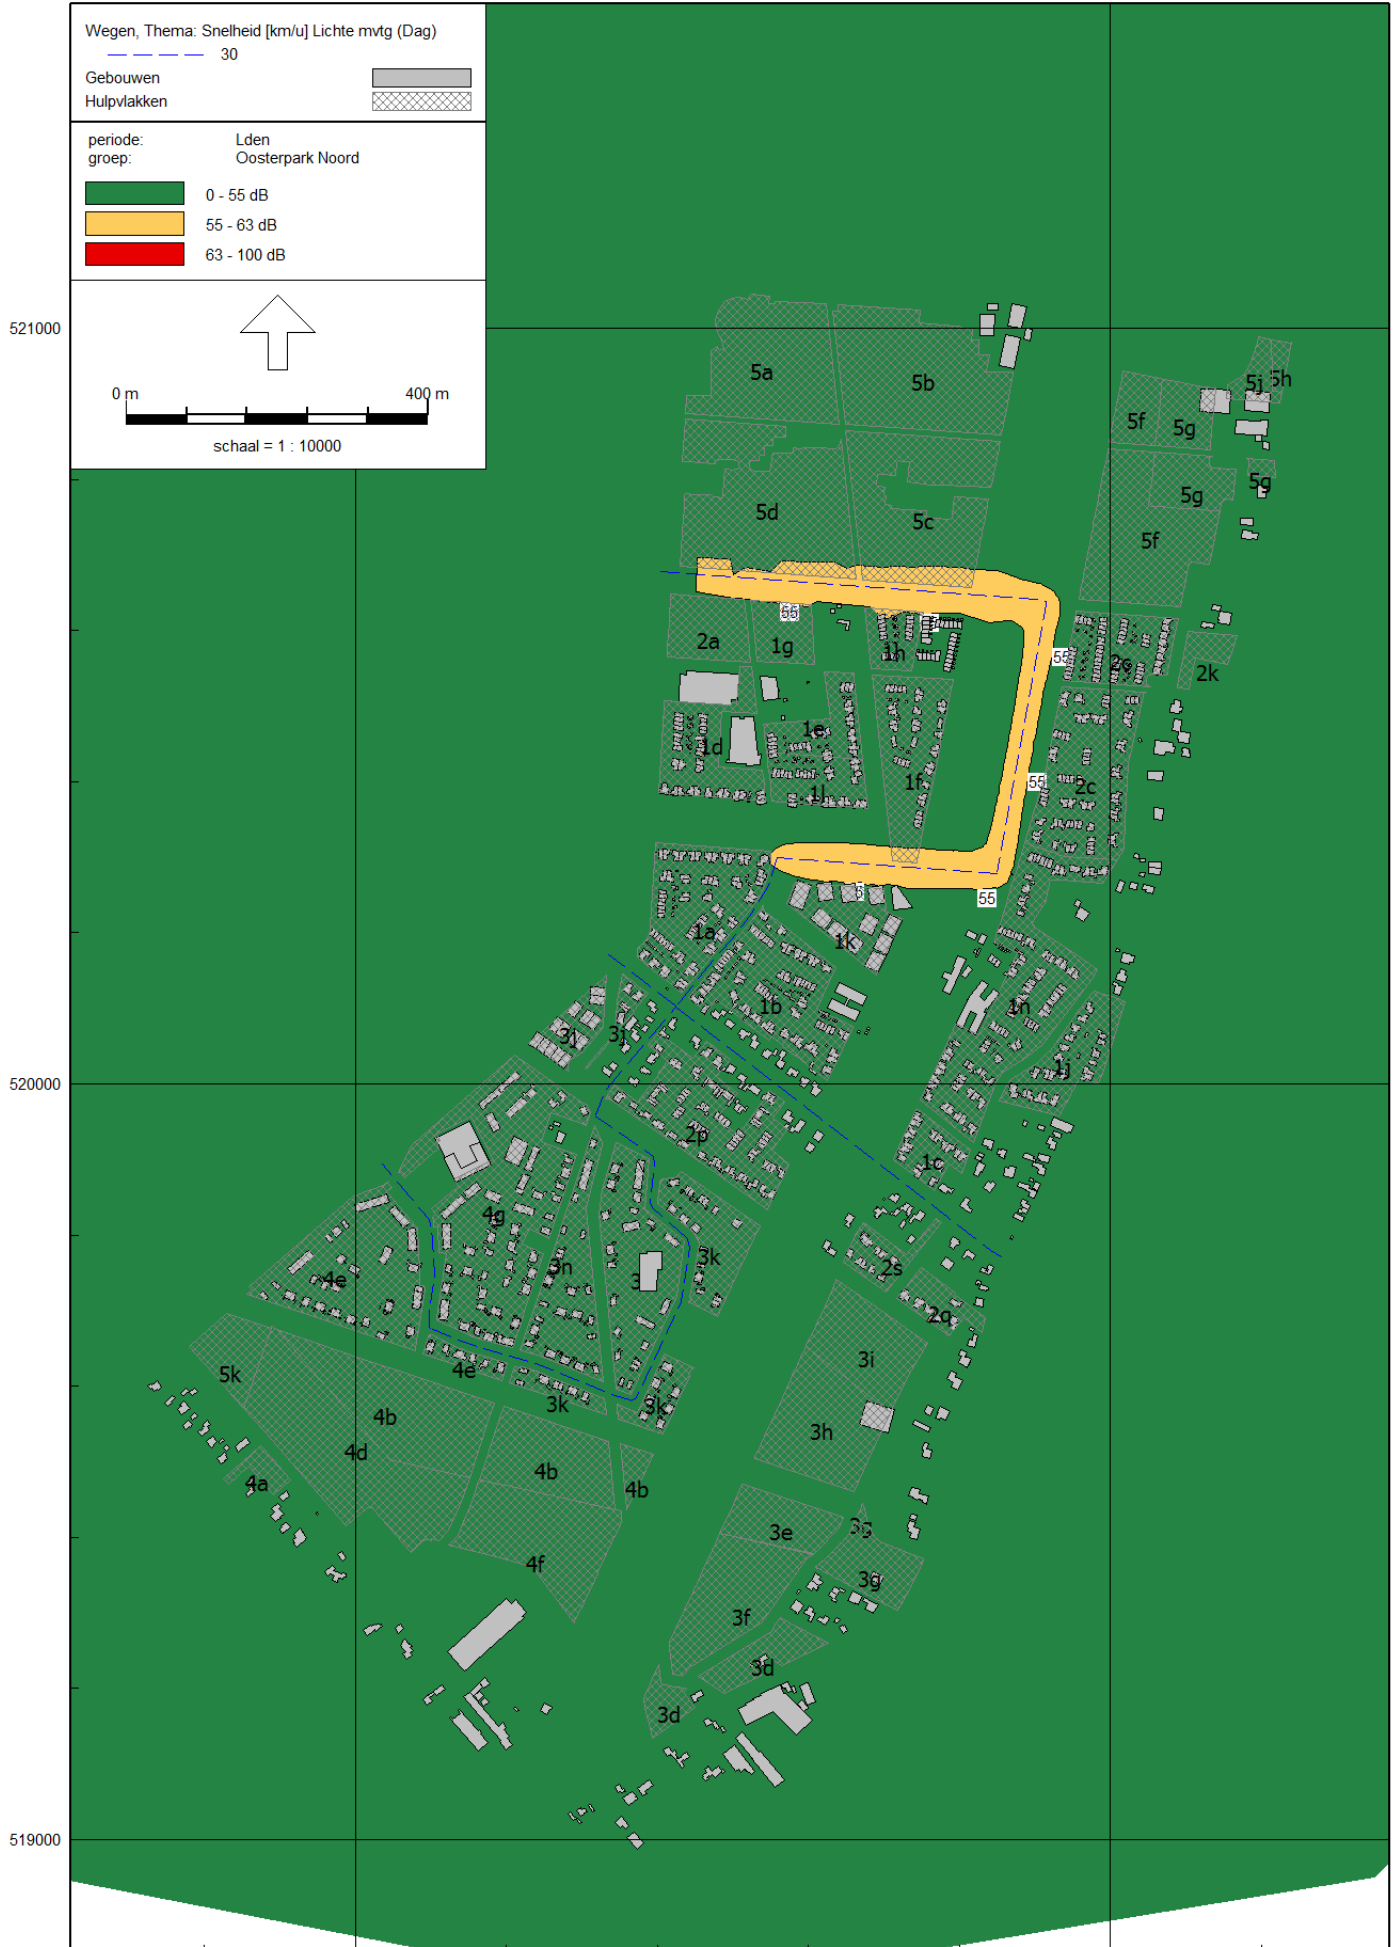 Wegen, Thema: Snelheid [km/u] Lichte mvtg (Dag)
30
Gebouwen
Hulpvlakken
periode: Lden
groep: Oosterpark Noord
0 - 55 dB
55 - 63 dB
63 - 100 dB
0 m 400 m
schaal = 1 : 10000
521000
5a
5b
5j
5h
5f
5g
5g
5g
5d
5c
5f
55
2a
1g
1h
55
2c
2k
1d
1e
1f
55
2c
1l
55
1a
1k
1b
1n
3j
3j
1j
520000
2p
1c
4g
3k
3n
4e
2s
2q
3i
5k
4e
3k
3k
4b
3h
4d
4b
4a
4b
3e
3g
4f
3g
3f
3d
3d
519000